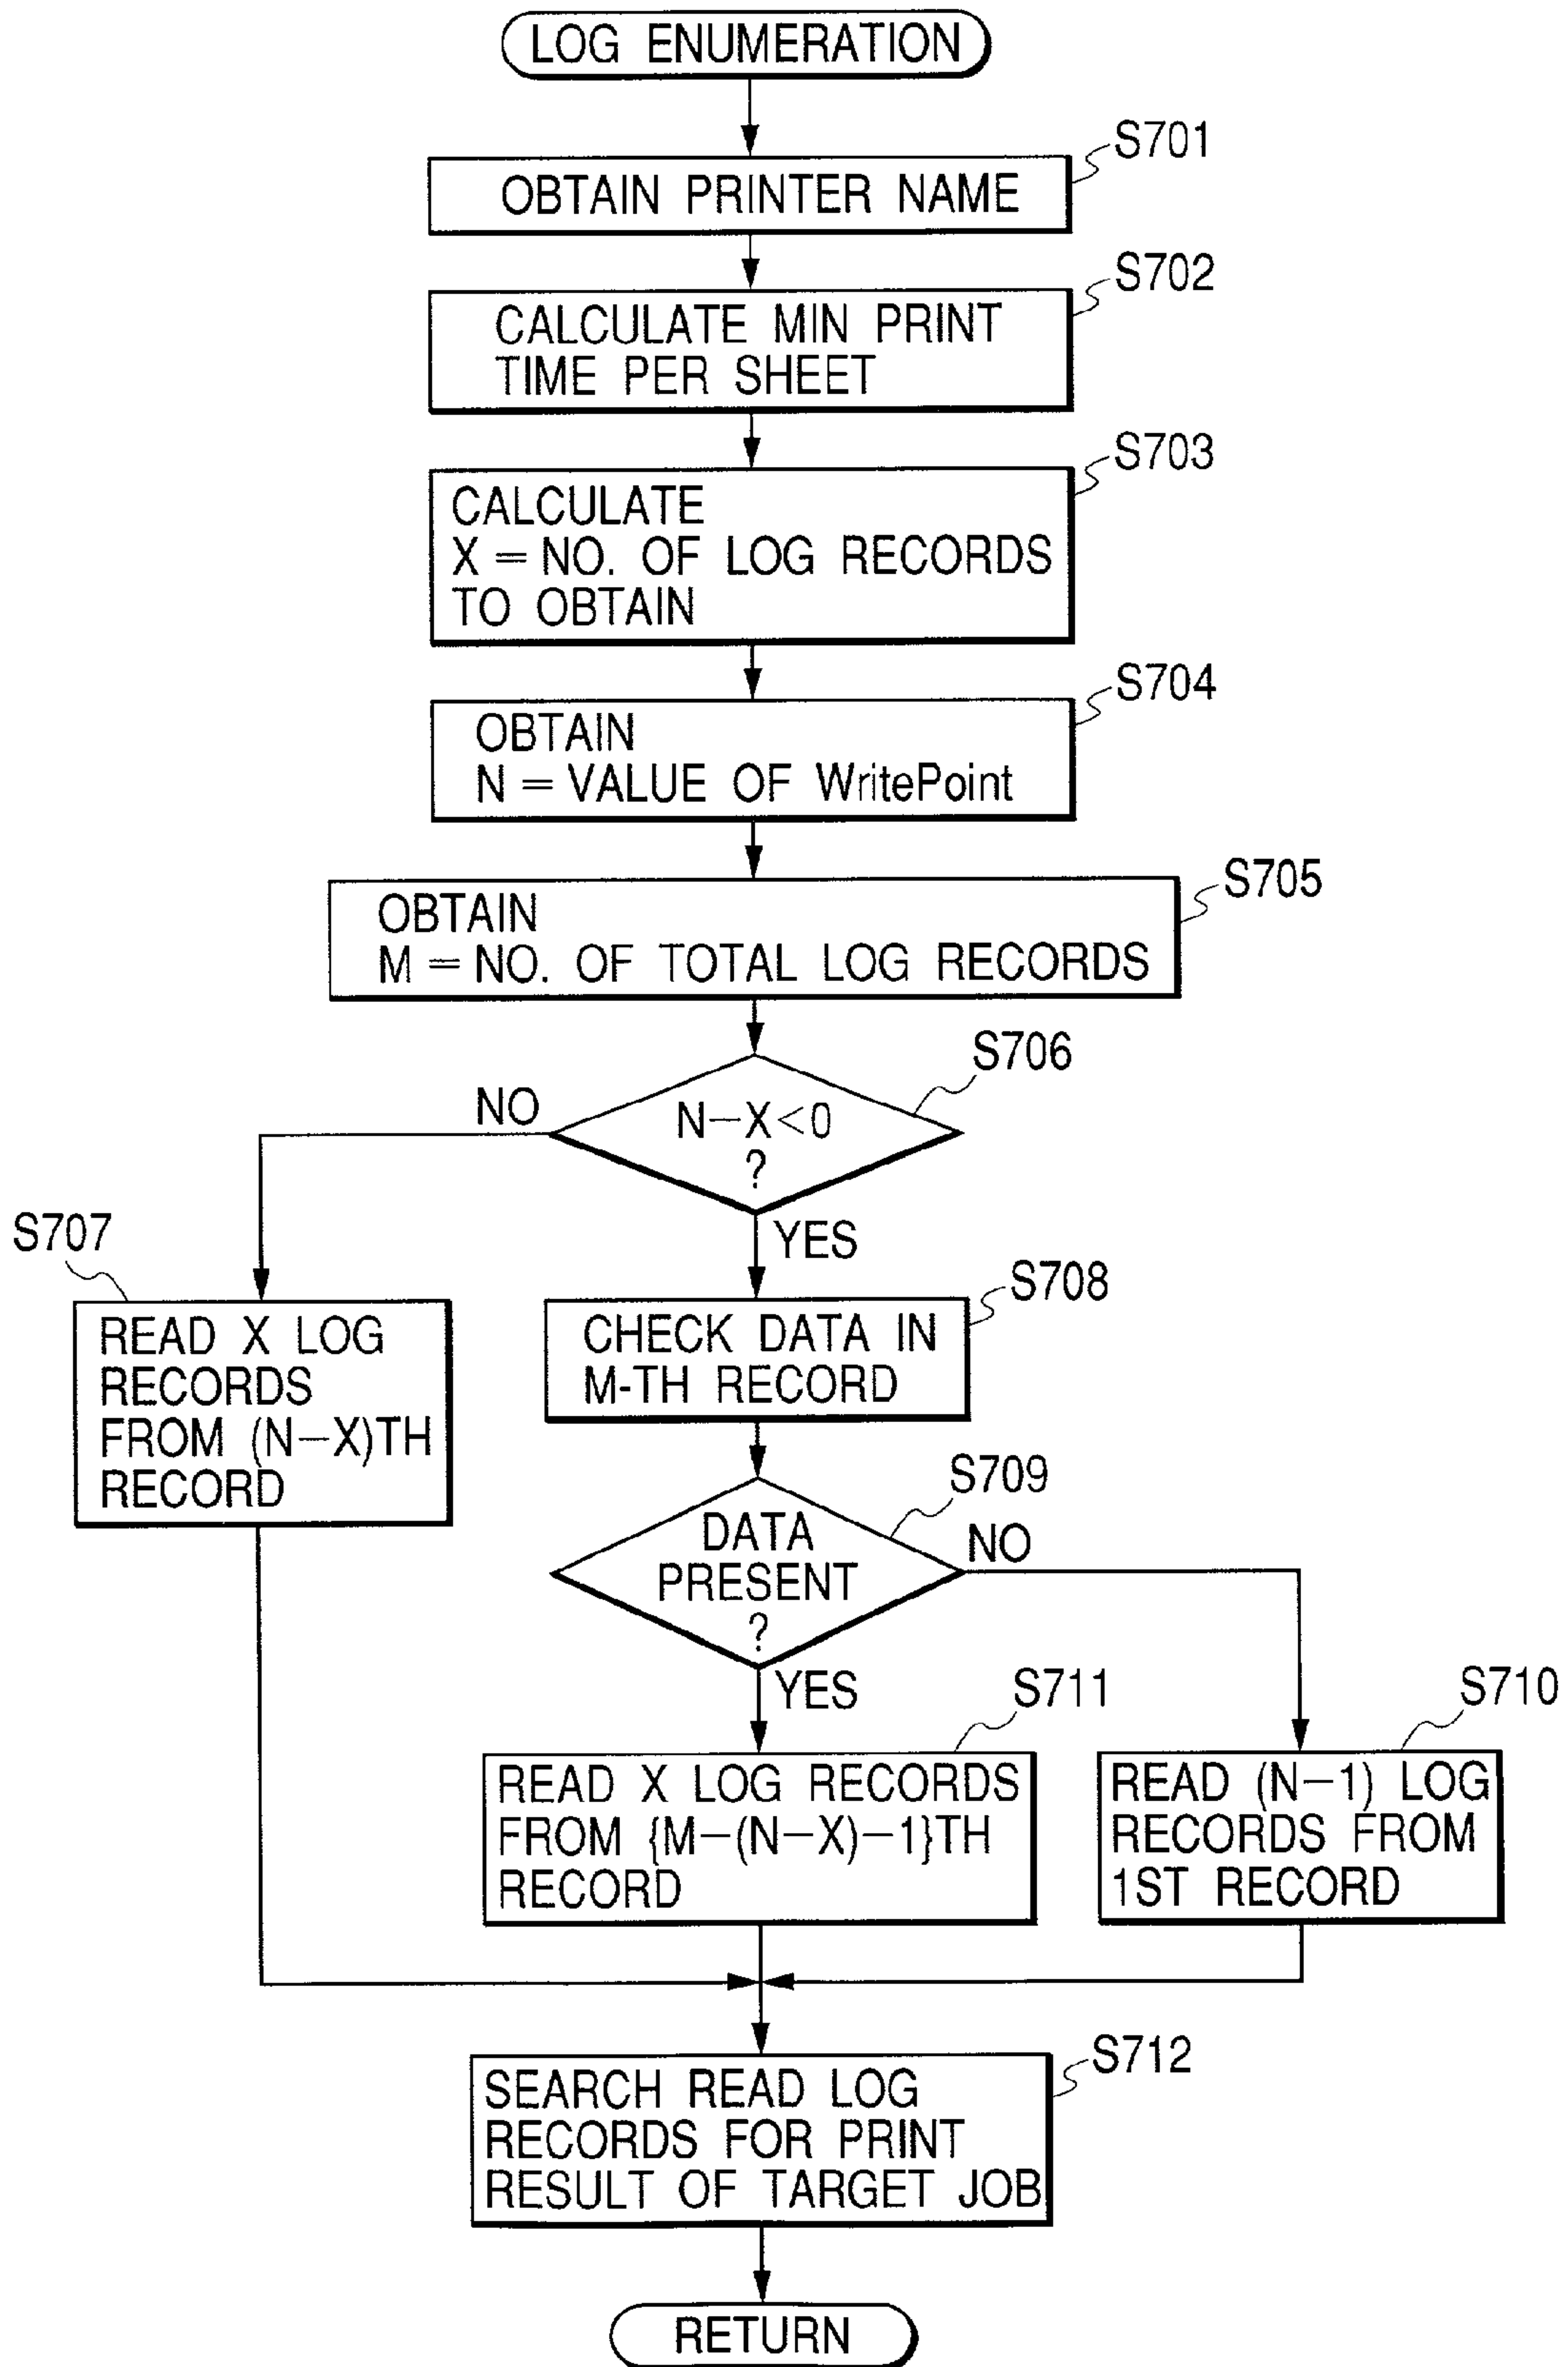 LOG ENUMERATION
S701
OBTAIN PRINTER NAME
S702
CALCULATE MIN PRINT
TIME PER SHEET
S703
CALCULATE
X = NO. OF LOG RECORDS
TO OBTAIN
S704
OBTAIN
N = VALUE OF WritePoint
S705
OBTAIN
M = NO. OF TOTAL LOG RECORDS
S706
NO
N–X<0
?
YES
S707
READ X LOG
RECORDS
FROM (N–X)TH
RECORD
S708
CHECK DATA IN
M-TH RECORD
S709
DATA
PRESENT
?
NO
YES
S711
READ X LOG RECORDS
FROM {M–(N–X)–1}TH
RECORD
S710
READ (N–1) LOG
RECORDS FROM
1ST RECORD
S712
SEARCH READ LOG
RECORDS FOR PRINT
RESULT OF TARGET JOB
RETURN